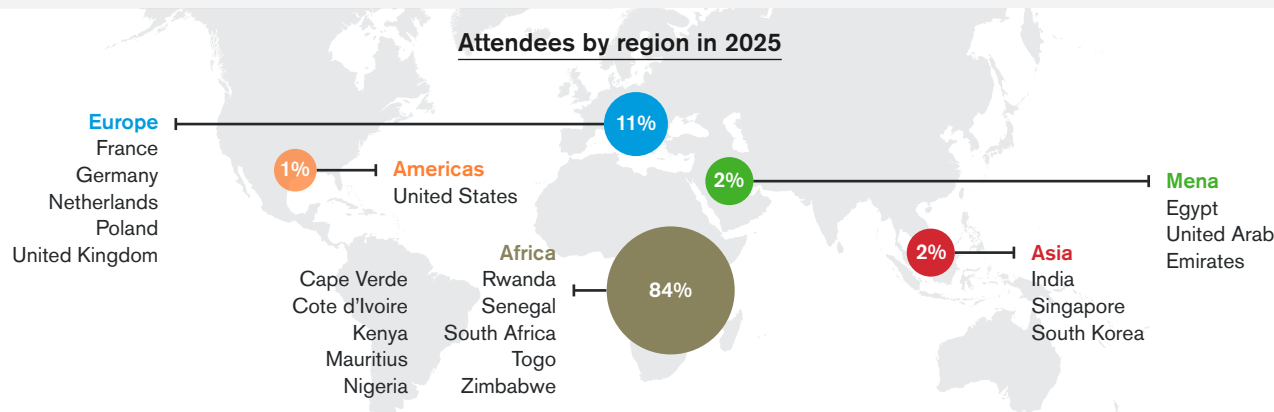 Attendees by region in 2025
Europe
France
Germany
Netherlands
Poland
United Kingdom
11%
1%
Americas
United States
2%
Mena
Egypt
United Arab
Emirates
Africa
Cape Verde
Cote d’Ivoire
Kenya
Mauritius
Nigeria
Rwanda
Senegal
South Africa
Togo
Zimbabwe
84%
2%
Asia
India
Singapore
South Korea